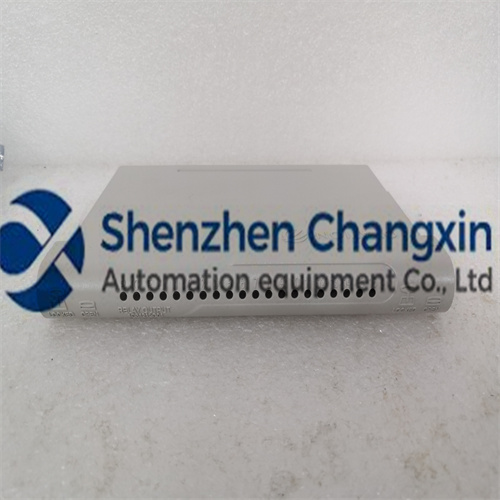 Shenzhen Changxin
Automation equipment Co., Ltd